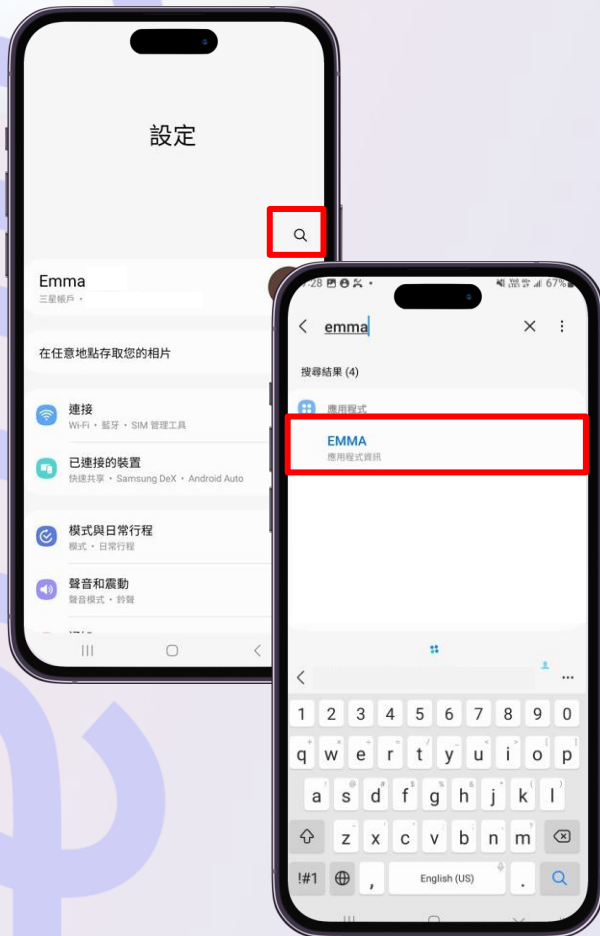 設定
Emma
三星帳戶 •
在任意地點存取您的相片
連接
Wi-Fi • 藍牙 • SIM 管理工具
已連接的裝置
快速共享 • Samsung DeX • Android Auto
模式與日常行程
模式 • 日常行程
聲音和震動
聲音模式 • 鈴聲
7:28
67%
emma
搜尋結果 (4)
應用程式
EMMA
應用程式資訊
1 2 3 4 5 6 7 8 9 0
q w e r t y u i o p
a s d f g h j k l
z x c v b n m
!#1 , English (US) .